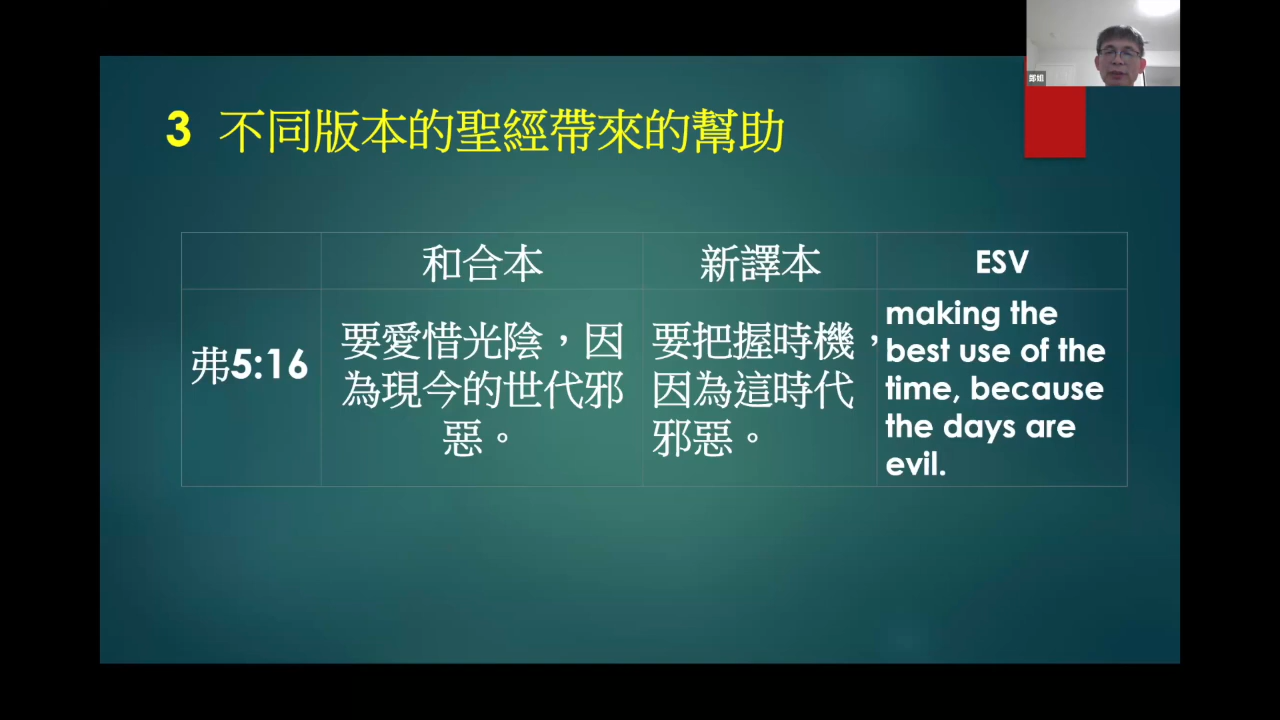 3 不同版本的聖經帶來的幫助
和合本
新譯本
ESV
弗5:16
要愛惜光陰，因
為現今的世代邪
惡。
要把握時機，
因為這時代
邪惡。
making the
best use of the
time, because
the days are
evil.